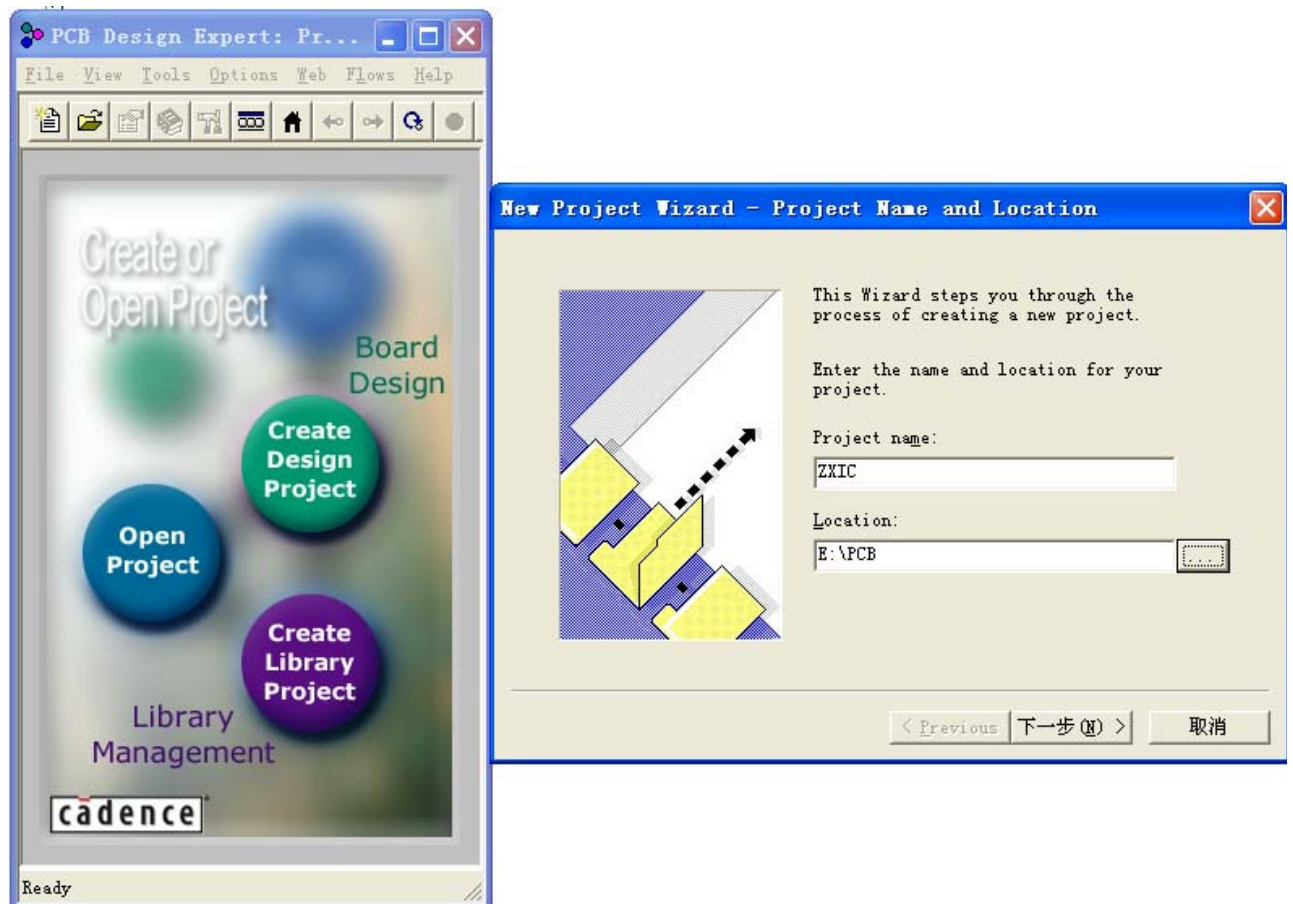 PCB Design Expert: Pr...
File View Tools Options Web Flows Help
Create or
Open Project
Board
Design
Create
Design
Project
Open
Project
Create
Library
Project
Library
Management
cādence
Ready
New Project Wizard - Project Name and Location
This Wizard steps you through the
process of creating a new project.
Enter the name and location for your
project.
Project name:
ZXIC
Location:
E:\PCB
...
< Previous
下一步(N) >
取消